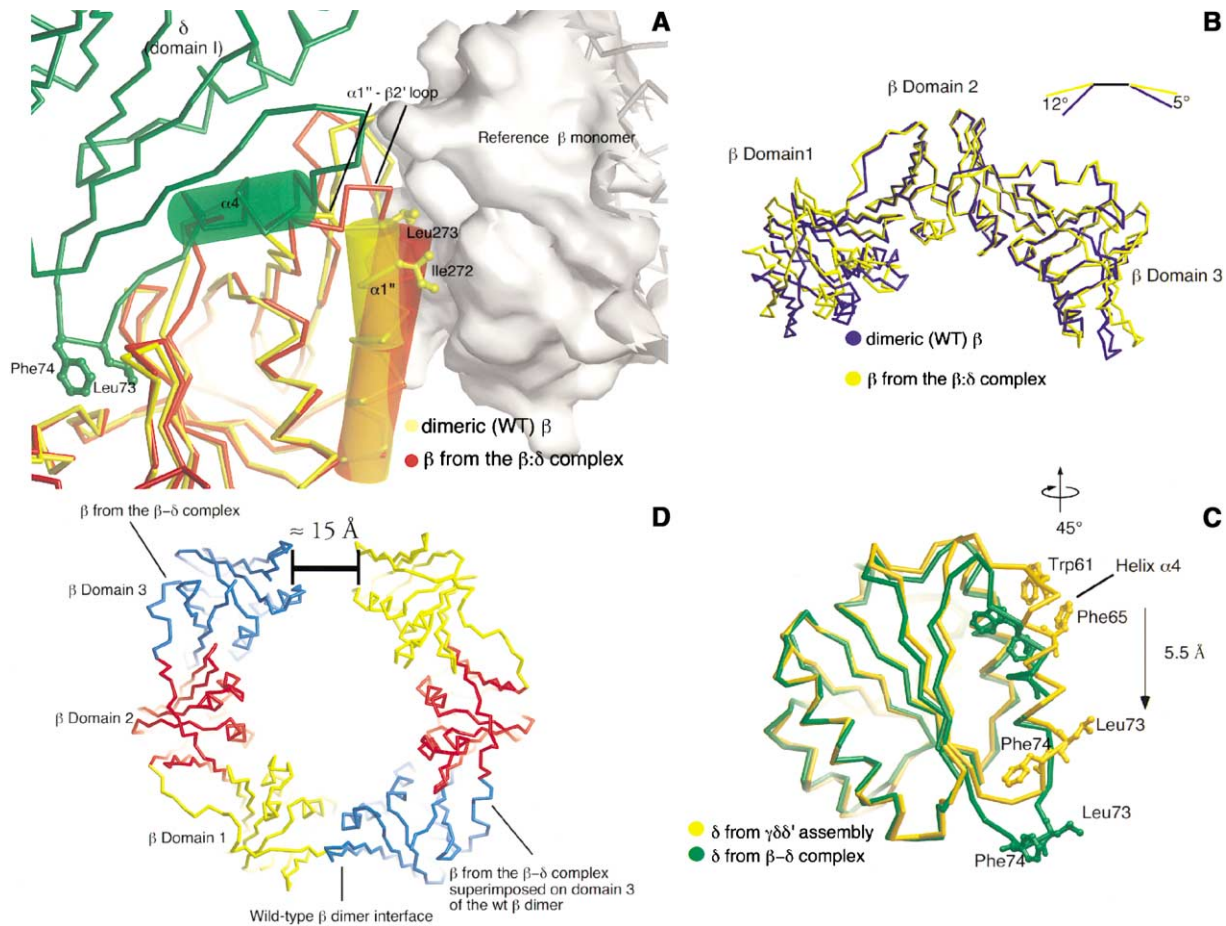 A
δ
(domain I)
α1" - β2' loop
Reference β monomer
α4
Leu273
Ile272
α1"
Phe74
Leu73
dimeric (WT) β
β from the β:δ complex
B
β Domain 2
12°
5°
β Domain1
β Domain 3
dimeric (WT) β
β from the β:δ complex
D
β from the β–δ complex
≈ 15 Å
β Domain 3
β Domain 2
β Domain 1
Wild-type β dimer interface
β from the β–δ complex
superimposed on domain 3
of the wt β dimer
45°
C
Trp61
Helix α4
Phe65
5.5 Å
Leu73
Phe74
Leu73
Phe74
δ from γδδ' assembly
δ from β–δ complex